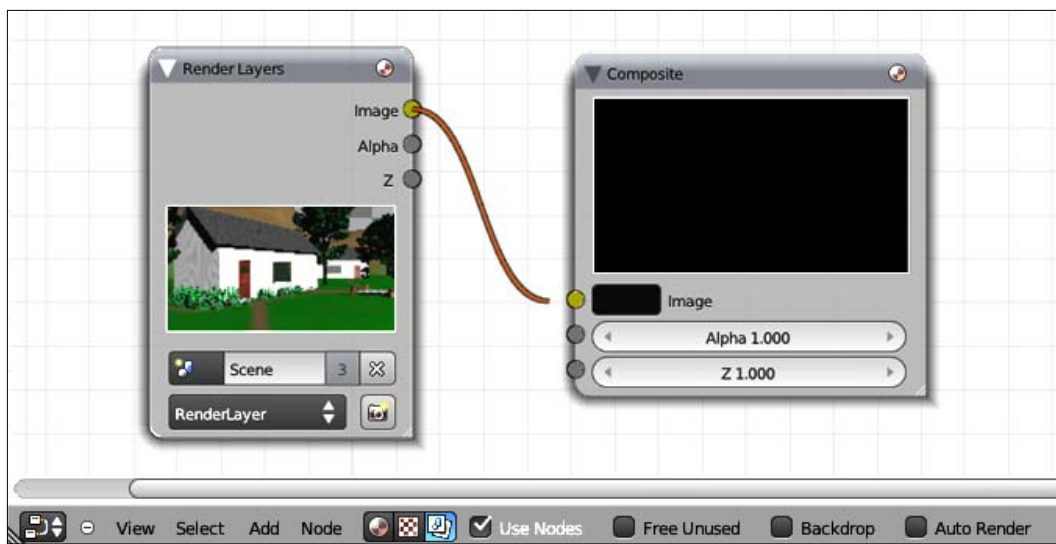 Render Layers
Image
Alpha
Z
Scene 3
RenderLayer
Composite
Image
Alpha 1.000
Z 1.000
View Select Add Node Use Nodes Free Unused Backdrop Auto Render